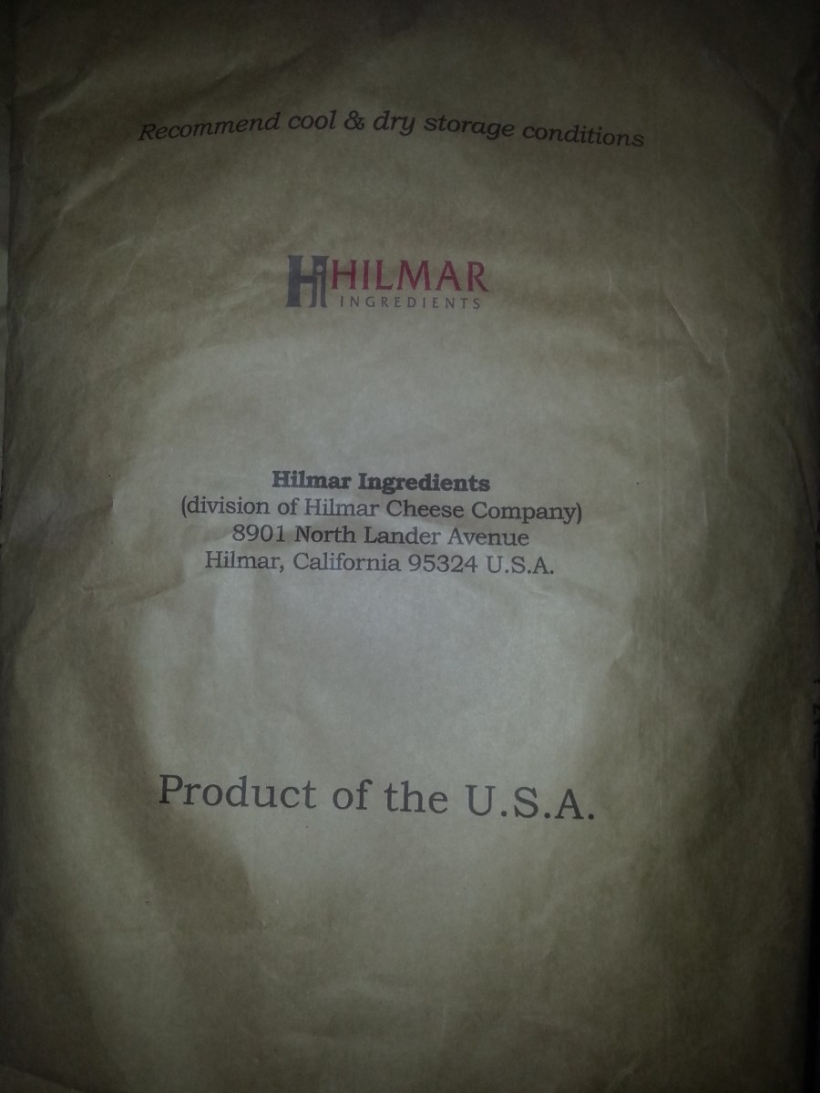 Recommend cool & dry storage conditions
Hi HILMAR
INGREDIENTS
Hilmar Ingredients
(division of Hilmar Cheese Company)
8901 North Lander Avenue
Hilmar, California 95324 U.S.A.
Product of the U.S.A.